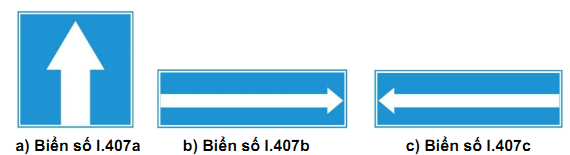 a) Biển số I.407a
b) Biển số I.407b
c) Biển số I.407c